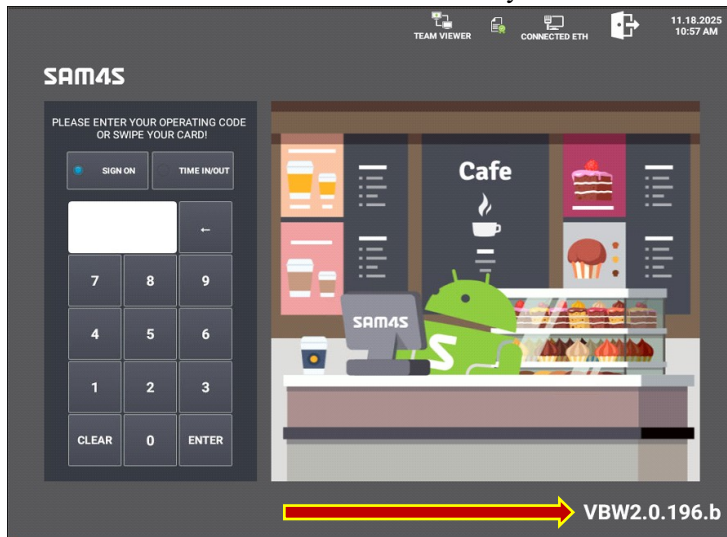 TEAM VIEWER
CONNECTED ETH
11.18.2025
10:57 AM
SAM4S
PLEASE ENTER YOUR OPERATING CODE
OR SWIPE YOUR CARD!
SIGN ON
TIME IN/OUT
←
7 8 9
4 5 6
1 2 3
CLEAR 0 ENTER
Cafe
SAM4S
S
VBW2.0.196.b